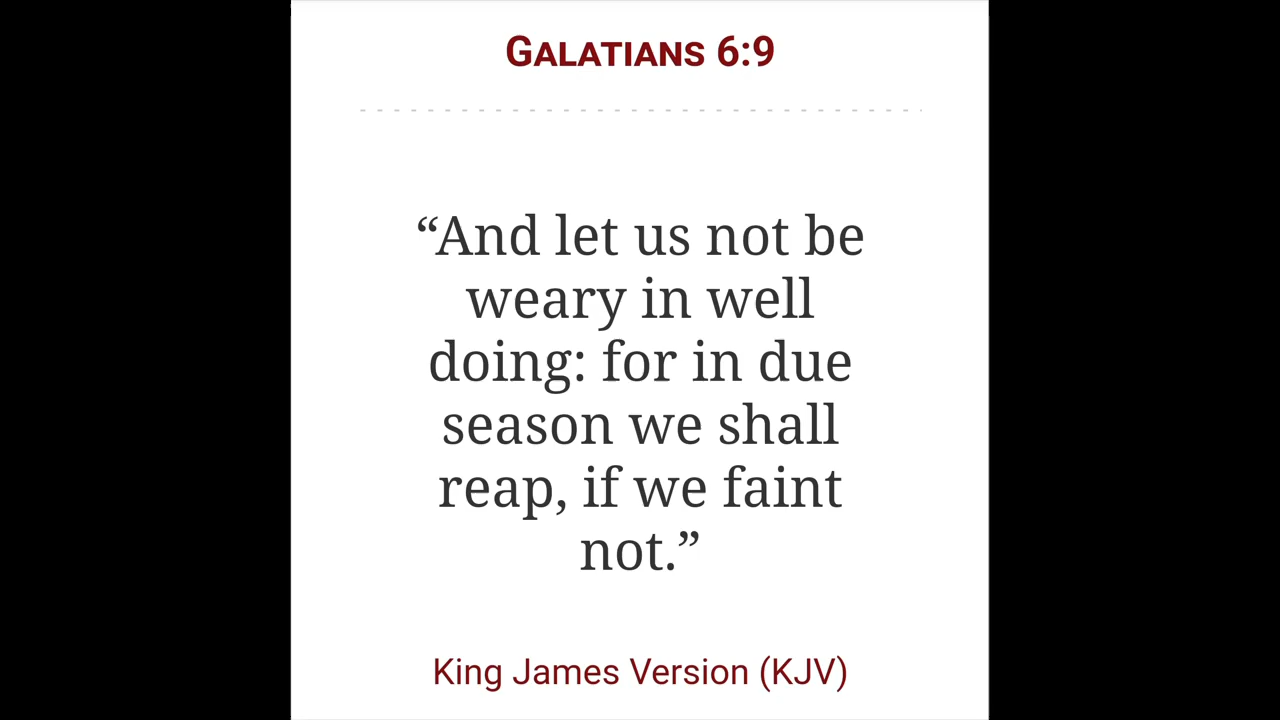 GALATIANS 6:9
“And let us not be
weary in well
doing: for in due
season we shall
reap, if we faint
not.”
King James Version (KJV)